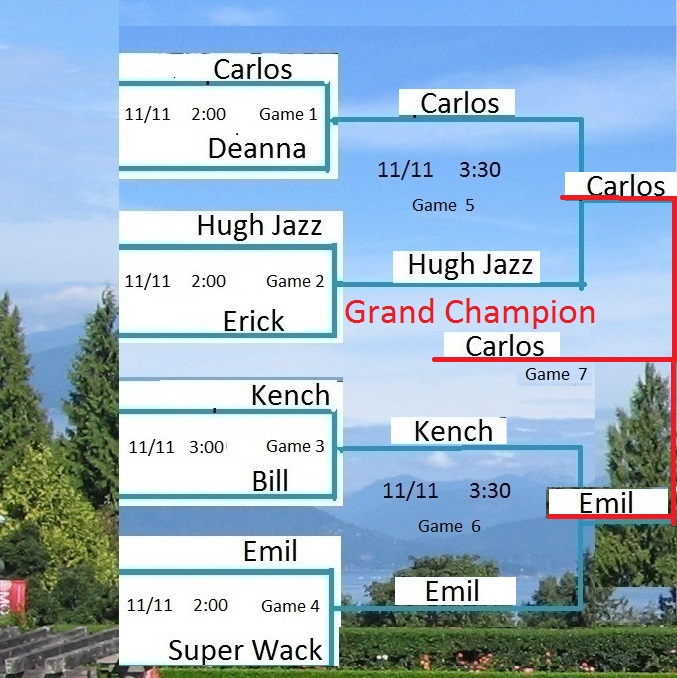 Carlos
11/11 2:00 Game 1
Deanna
Carlos
11/11 3:30
Game 5
Carlos
Hugh Jazz
11/11 2:00 Game 2
Erick
Hugh Jazz
Grand Champion
Carlos
Game 7
Kench
11/11 3:00 Game 3
Bill
Kench
11/11 3:30
Game 6
Emil
Emil
11/11 2:00 Game 4
Super Wack
Emil